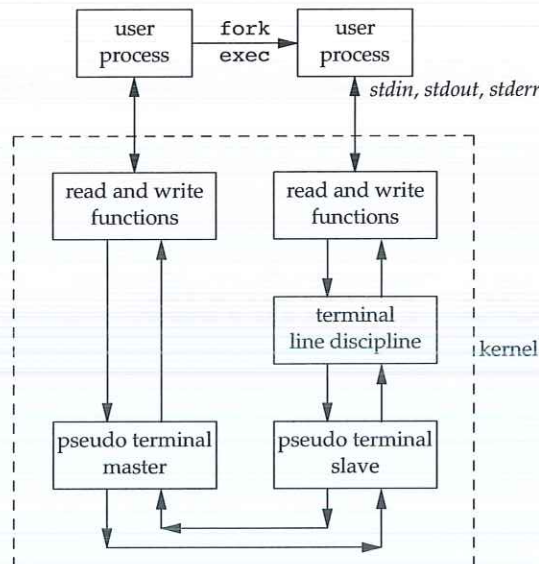 user
process
fork
exec
user
process
stdin, stdout, stderr
read and write
functions
read and write
functions
terminal
line discipline
kernel
pseudo terminal
master
pseudo terminal
slave